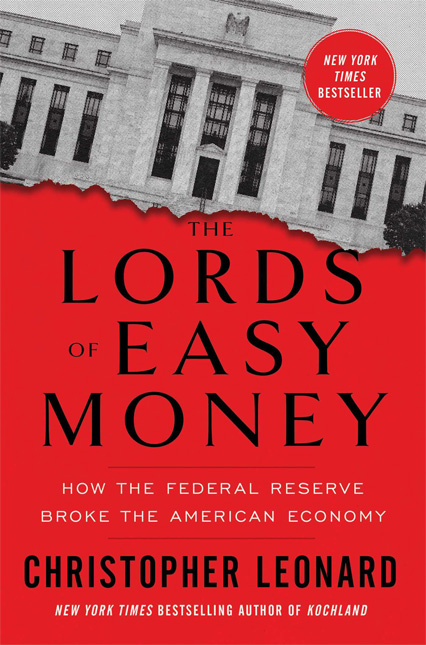 NEW YORK
TIMES
BESTSELLER
THE
LORDS
OF EASY
MONEY
HOW THE FEDERAL RESERVE
BROKE THE AMERICAN ECONOMY
CHRISTOPHER LEONARD
NEW YORK TIMES BESTSELLING AUTHOR OF KOCHLAND